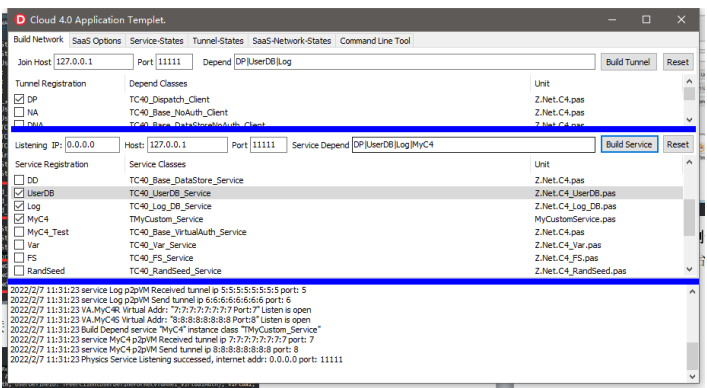 D Cloud 4.0 Application Templet.
Build Network SaaS Options Service-States Tunnel-States SaaS-Network-States Command Line Tool
Join Host 127.0.0.1 Port 11111 Depend DP|UserDB|Log Build Tunnel Reset
Tunnel Registration Depend Classes Unit
DP TC40_Dispatch_Client Z.Net.C4.pas
NA TC40_Base_NoAuth_Client Z.Net.C4.pas
DNA TC40_Base_DataStoreNoAuth_Client Z.Net.C4.pas
Listening IP: 0.0.0.0 Host: 127.0.0.1 Port 11111 Service Depend DP|UserDB|Log|MyC4 Build Service Reset
Service Registration Service Classes Unit
DD TC40_Base_DataStore_Service Z.Net.C4.pas
UserDB TC40_UserDB_Service Z.Net.C4_UserDB.pas
Log TC40_Log_DB_Service Z.Net.C4_Log_DB.pas
MyC4 TMyCustom_Service MyCustomService.pas
MyC4_Test TC40_Base_VirtualAuth_Service Z.Net.C4.pas
Var TC40_Var_Service Z.Net.C4_Var.pas
FS TC40_FS_Service Z.Net.C4_FS.pas
RandSeed TC40_RandSeed_Service Z.Net.C4_RandSeed.pas
2022/2/7 11:31:23 service Log p2pVM Received tunnel ip 5:5:5:5:5:5:5:5 port: 5
2022/2/7 11:31:23 service Log p2pVM Send tunnel ip 6:6:6:6:6:6:6:6 port: 6
2022/2/7 11:31:23 VA.MyC4R Virtual Addr: "7:7:7:7:7:7:7:7 Port:7" Listen is open
2022/2/7 11:31:23 VA.MyC4S Virtual Addr: "8:8:8:8:8:8:8:8 Port:8" Listen is open
2022/2/7 11:31:23 Build Depend service "MyC4" instance class "TMyCustom_Service"
2022/2/7 11:31:23 service MyC4 p2pVM Received tunnel ip 7:7:7:7:7:7:7:7 port: 7
2022/2/7 11:31:23 service MyC4 p2pVM Send tunnel ip 8:8:8:8:8:8:8:8 port: 8
2022/2/7 11:31:23 Physics Service Listening successed, internet addr: 0.0.0.0 port: 11111